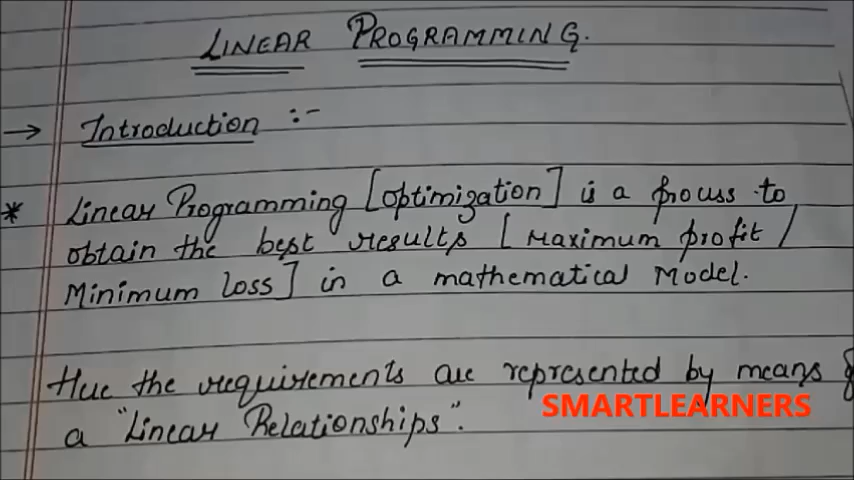 LINEAR PROGRAMMING.
→ Introduction :-
* Linear Programming [optimization] is a process to
obtain the best results [Maximum profit /
Minimum loss] in a mathematical Model.
Here the requirements are represented by means of
a "Linear Relationships".
SMARTLEARNERS